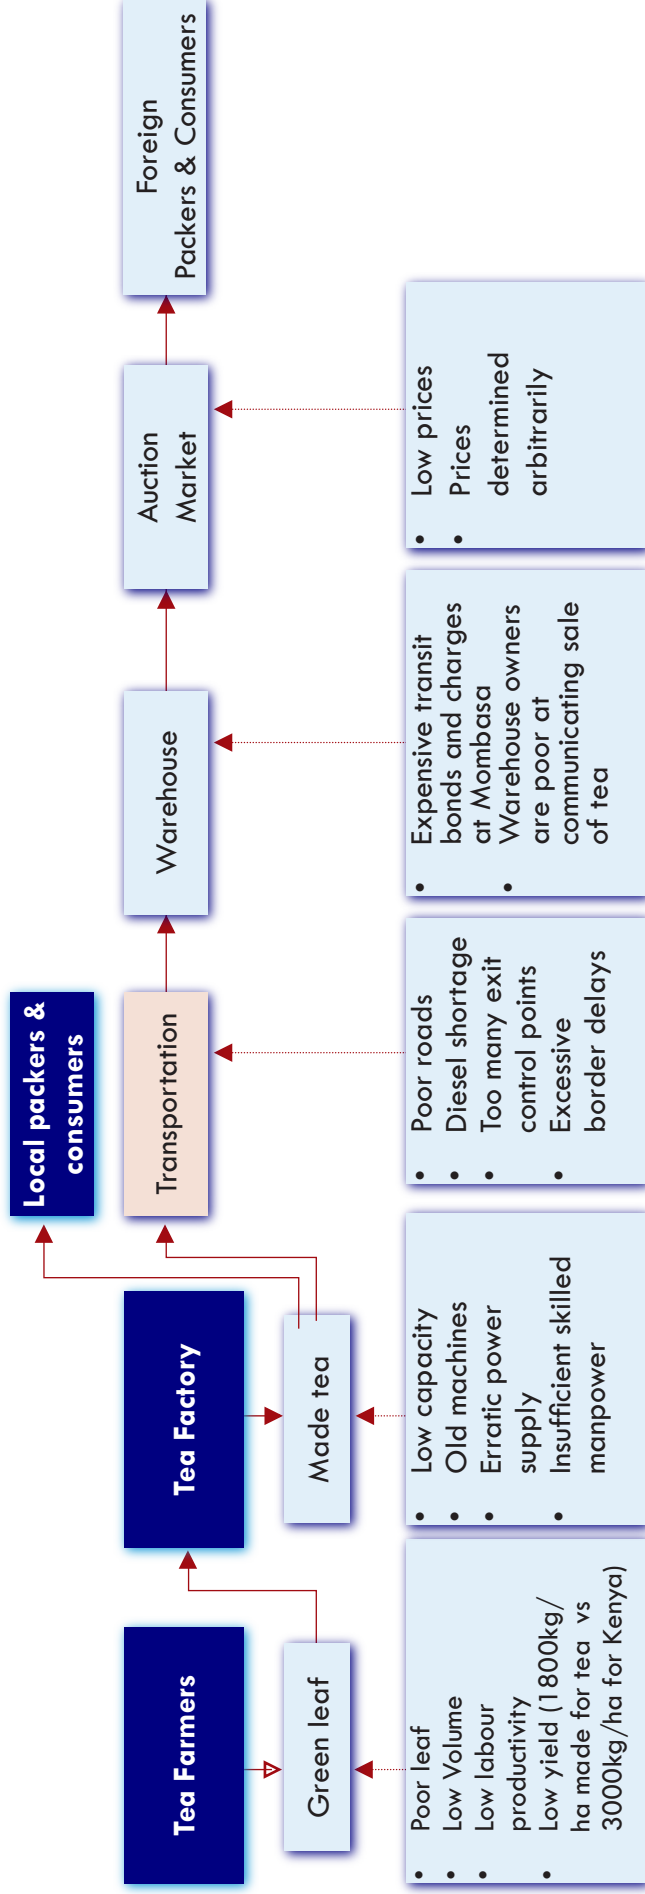 Tea Farmers
Green leaf
Tea Factory
Made tea
Local packers &
consumers
Transportation
Warehouse
Auction
Market
Foreign
Packers & Consumers
• Poor leaf
• Low Volume
• Low labour
productivity
• Low yield (1800kg/
ha made for tea vs
3000kg/ha for Kenya)
• Low capacity
• Old machines
• Erratic power
supply
• Insufficient skilled
manpower
• Poor roads
• Diesel shortage
• Too many exit
control points
• Excessive
border delays
• Expensive transit
bonds and charges
at Mombasa
• Warehouse owners
are poor at
communicating sale
of tea
• Low prices
• Prices
determined
arbitrarily